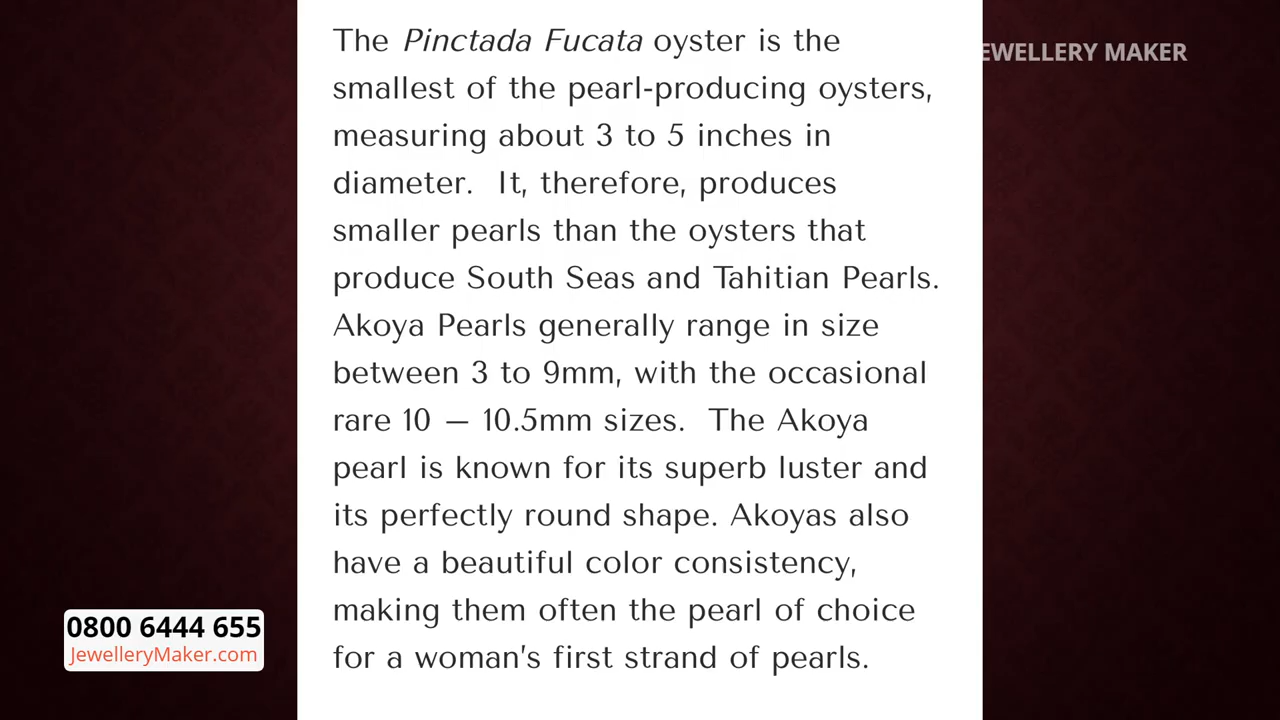 The Pinctada Fucata oyster is the
smallest of the pearl-producing oysters,
measuring about 3 to 5 inches in
diameter.  It, therefore, produces
smaller pearls than the oysters that
produce South Seas and Tahitian Pearls.
Akoya Pearls generally range in size
between 3 to 9mm, with the occasional
rare 10 – 10.5mm sizes.  The Akoya
pearl is known for its superb luster and
its perfectly round shape. Akoyas also
have a beautiful color consistency,
making them often the pearl of choice
for a woman's first strand of pearls.
EWELLERY MAKER
0800 6444 655
JewelleryMaker.com